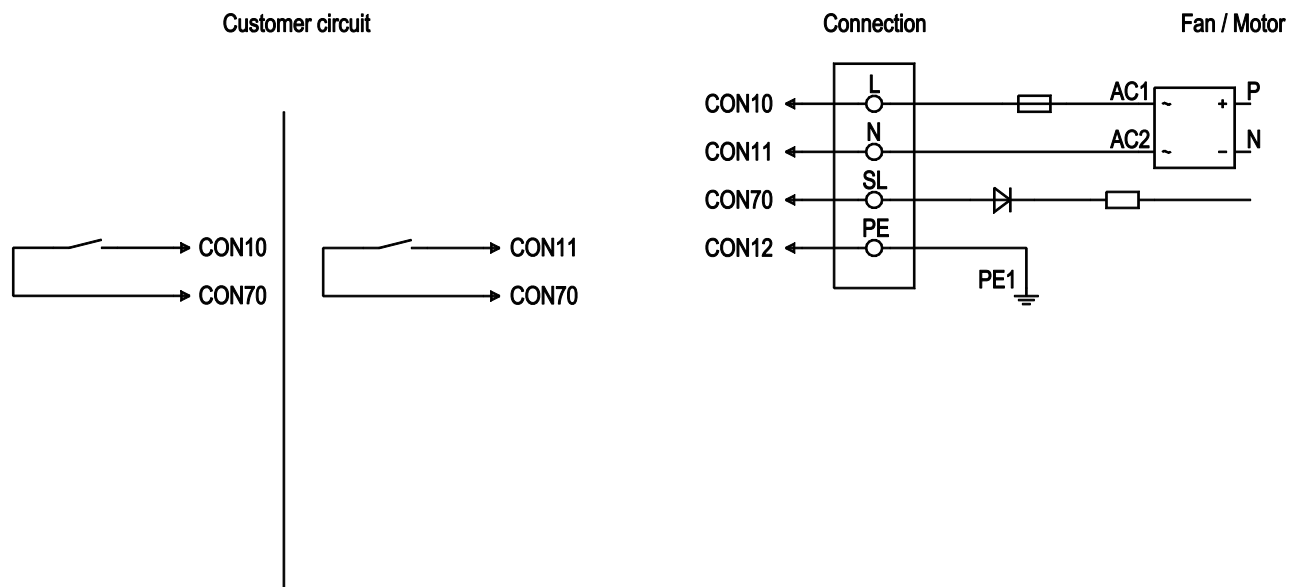 Customer circuit
Connection
Fan / Motor
CON10
L
AC1
~
+
P
CON11
N
AC2
~
-
N
CON70
SL
CON12
PE
PE1
CON10
CON70
CON11
CON70